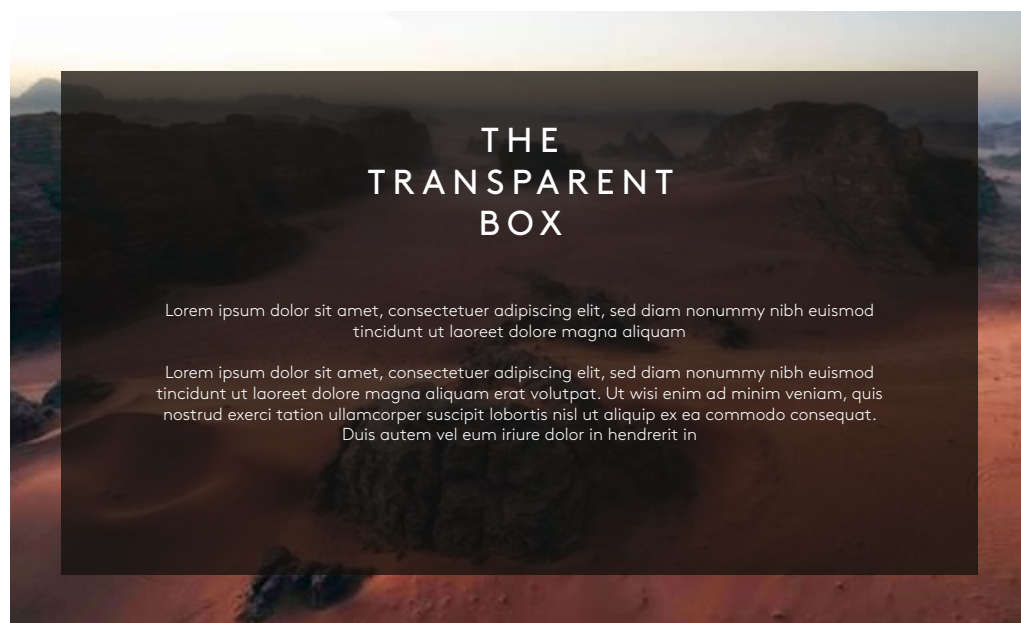 THE
TRANSPARENT
BOX
Lorem ipsum dolor sit amet, consectetuer adipiscing elit, sed diam nonummy nibh euismod
tincidunt ut laoreet dolore magna aliquam
Lorem ipsum dolor sit amet, consectetuer adipiscing elit, sed diam nonummy nibh euismod
tincidunt ut laoreet dolore magna aliquam erat volutpat. Ut wisi enim ad minim veniam, quis
nostrud exerci tation ullamcorper suscipit lobortis nisl ut aliquip ex ea commodo consequat.
Duis autem vel eum iriure dolor in hendrerit in